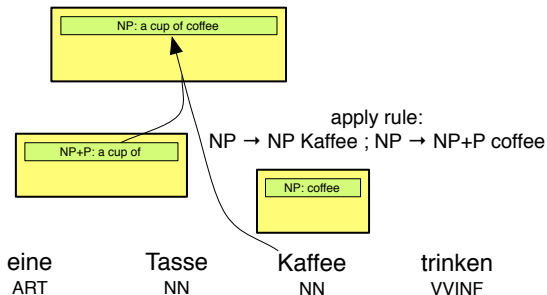 NP: a cup of coffee
apply rule:
NP → NP Kaffee ; NP → NP+P coffee
NP+P: a cup of
NP: coffee
eine Tasse Kaffee trinken
ART NN NN VVINF